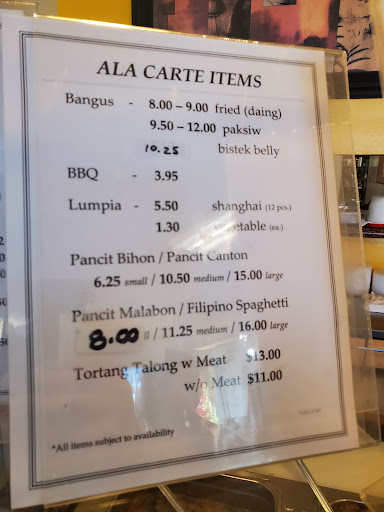 ALA CARTE ITEMS
Bangus - 8.00 – 9.00 fried (daing)
9.50 – 12.00 paksiw
10.25 bistek belly
BBQ - 3.95
Lumpia - 5.50 shanghai (12 pcs.)
1.30 vegetable (ea.)
Pancit Bihon / Pancit Canton
6.25 small / 10.50 medium / 15.00 large
Pancit Malabon / Filipino Spaghetti
8.00 ll / 11.25 medium / 16.00 large
Tortang Talong w Meat $13.00
w/o Meat $11.00
*All items subject to availability